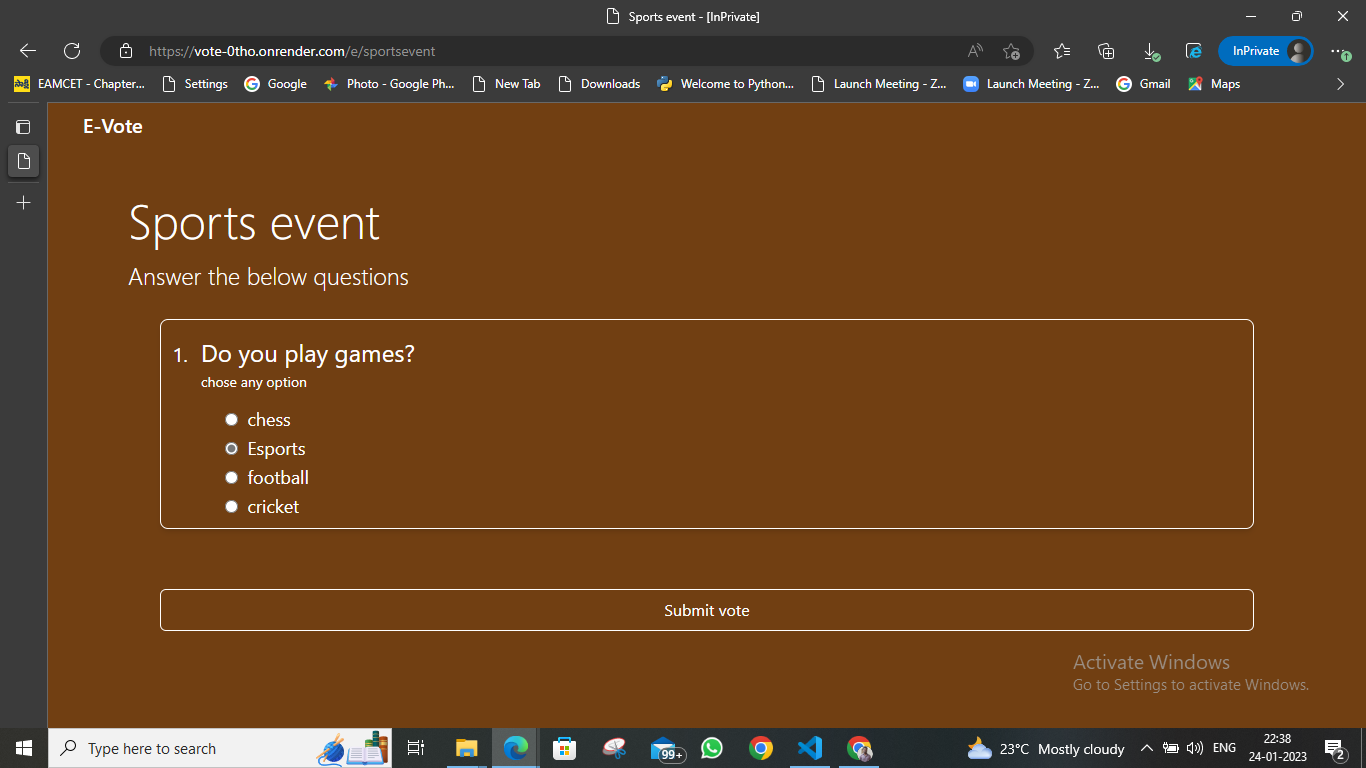 Sports event - [InPrivate]
https://vote-0tho.onrender.com/e/sportsevent
InPrivate
EAMCET - Chapter... Settings Google Photo - Google Ph... New Tab Downloads Welcome to Python... Launch Meeting - Z... Launch Meeting - Z... Gmail Maps
E-Vote
Sports event
Answer the below questions
1. Do you play games?
chose any option
chess
Esports
football
cricket
Submit vote
Activate Windows
Go to Settings to activate Windows.
Type here to search
99+
23°C Mostly cloudy
ENG
22:38
24-01-2023
2